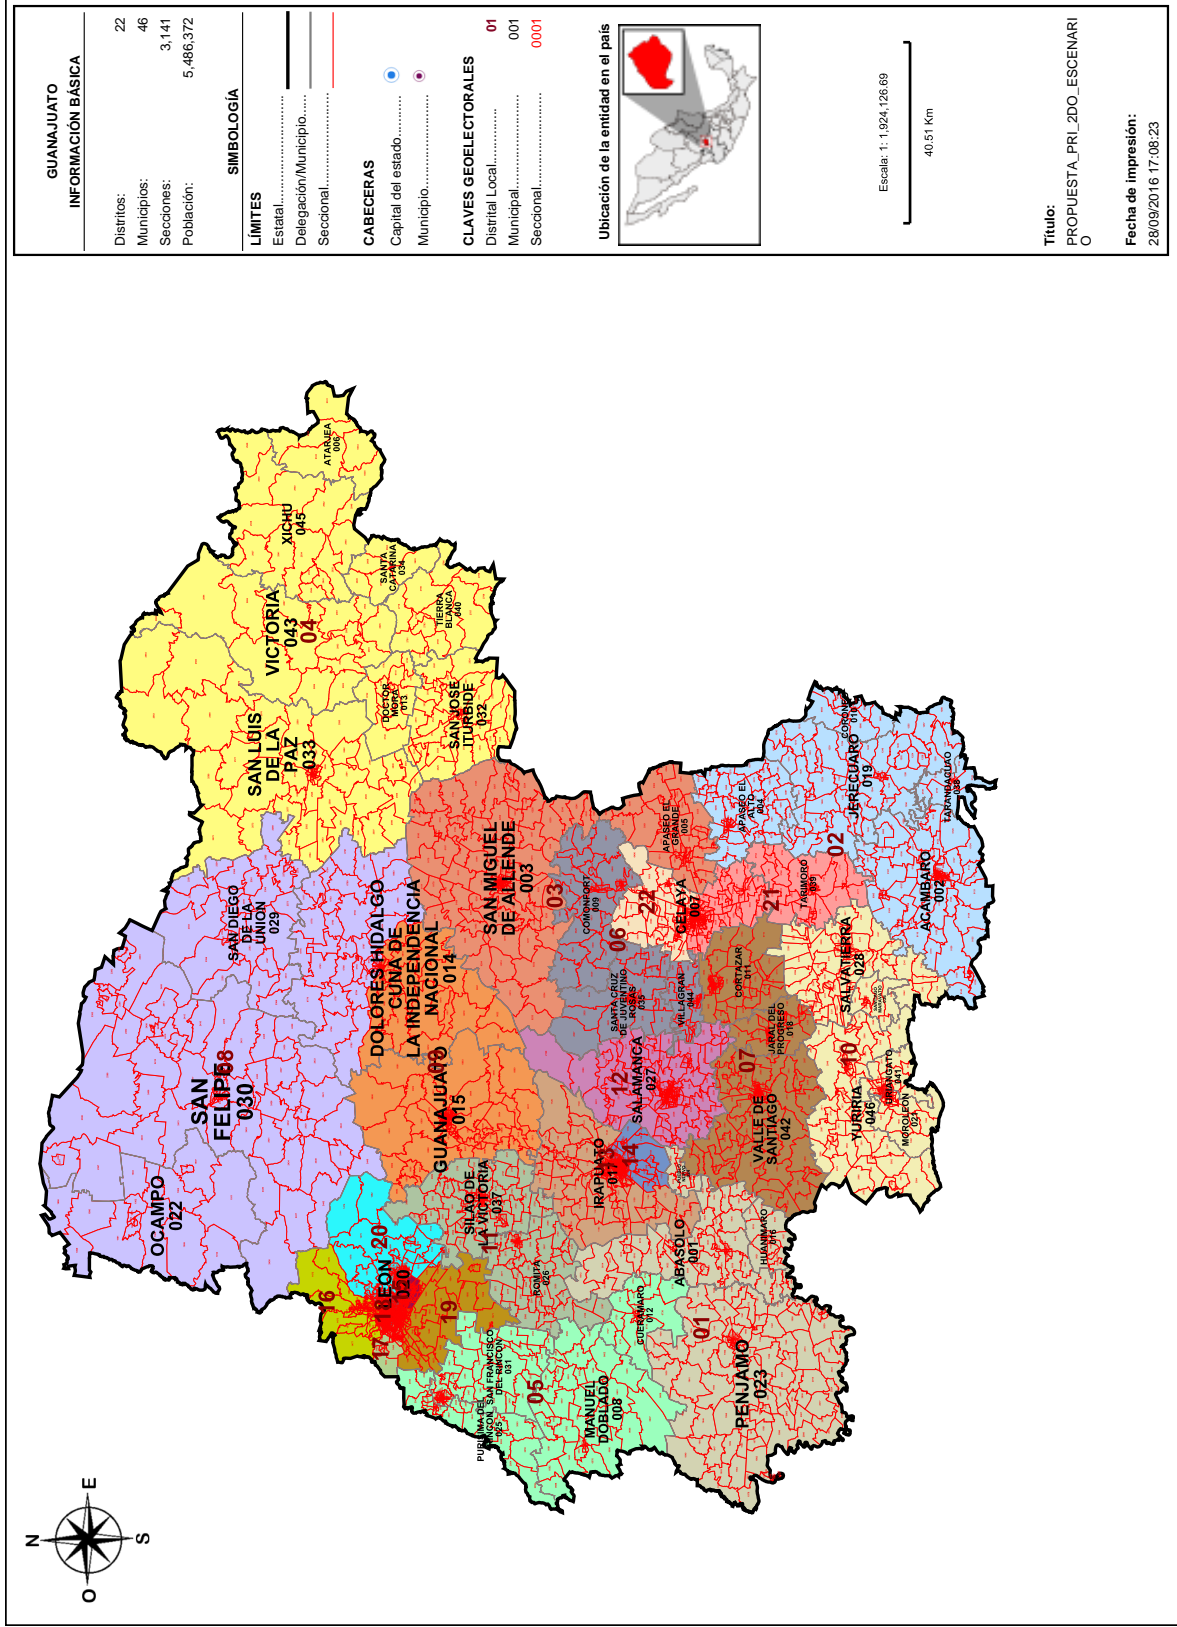 GUANAJUATO
INFORMACIÓN BÁSICA
Distritos: 22
Municipios: 46
Secciones: 3,141
Población: 5,486,372
SIMBOLOGÍA
LÍMITES
Estatal
Delegación/Municipio
Seccional
CABECERAS
Capital del estado
Municipio
CLAVES GEOELECTORALES
Distrital Local 01
Municipal 001
Seccional 0001
Ubicación de la entidad en el país
Escala: 1: 1,924,126.69
40.51 Km
Título:
PROPUESTA_PRI_2DO_ESCENARI
O
Fecha de impresión:
28/09/2016 17:08:23
N
O
E
S
ATARJEA
006
XICHU
045
SANTA
CATARINA
034
VICTORIA
043
04
TIERRA
BLANCA
040
SAN LUIS
DE LA
PAZ
033
DOCTOR
MORA
013
SAN JOSE
ITURBIDE
032
SAN DIEGO
DE LA
UNION
029
OCAMPO
022
SAN
FELIPE
030
08
DOLORES HIDALGO
CUNA DE
LA INDEPENDENCIA
NACIONAL
014
SAN MIGUEL
DE ALLENDE
003
03
GUANAJUATO
015
16
17
18
20
LEON
020
19
SILAO DE
LA VICTORIA
037
11
ROMITA
026
COMONFORT
009
06
SANTA CRUZ
DE JUVENTINO
ROSAS
035
VILLAGRAN
044
22
CELAYA
007
APASEO EL
GRANDE
005
APASEO EL
ALTO
004
CORONEO
010
JERECUARO
019
02
TARANDACUAO
038
ACAMBARO
002
TARIMORO
039
21
CORTAZAR
011
JARAL DEL
PROGRESO
018
07
VALLE DE
SANTIAGO
042
12
SALAMANCA
027
14
IRAPUATO
017
SALVATIERRA
028
10
YURIRIA
046
URIANGATO
041
MOROLEON
021
ABASOLO
001
HUANIMARO
016
CUERAMARO
012
01
PENJAMO
023
PURISIMA DEL
RINCON
025
SAN FRANCISCO
DEL RINCON
031
05
MANUEL
DOBLADO
008